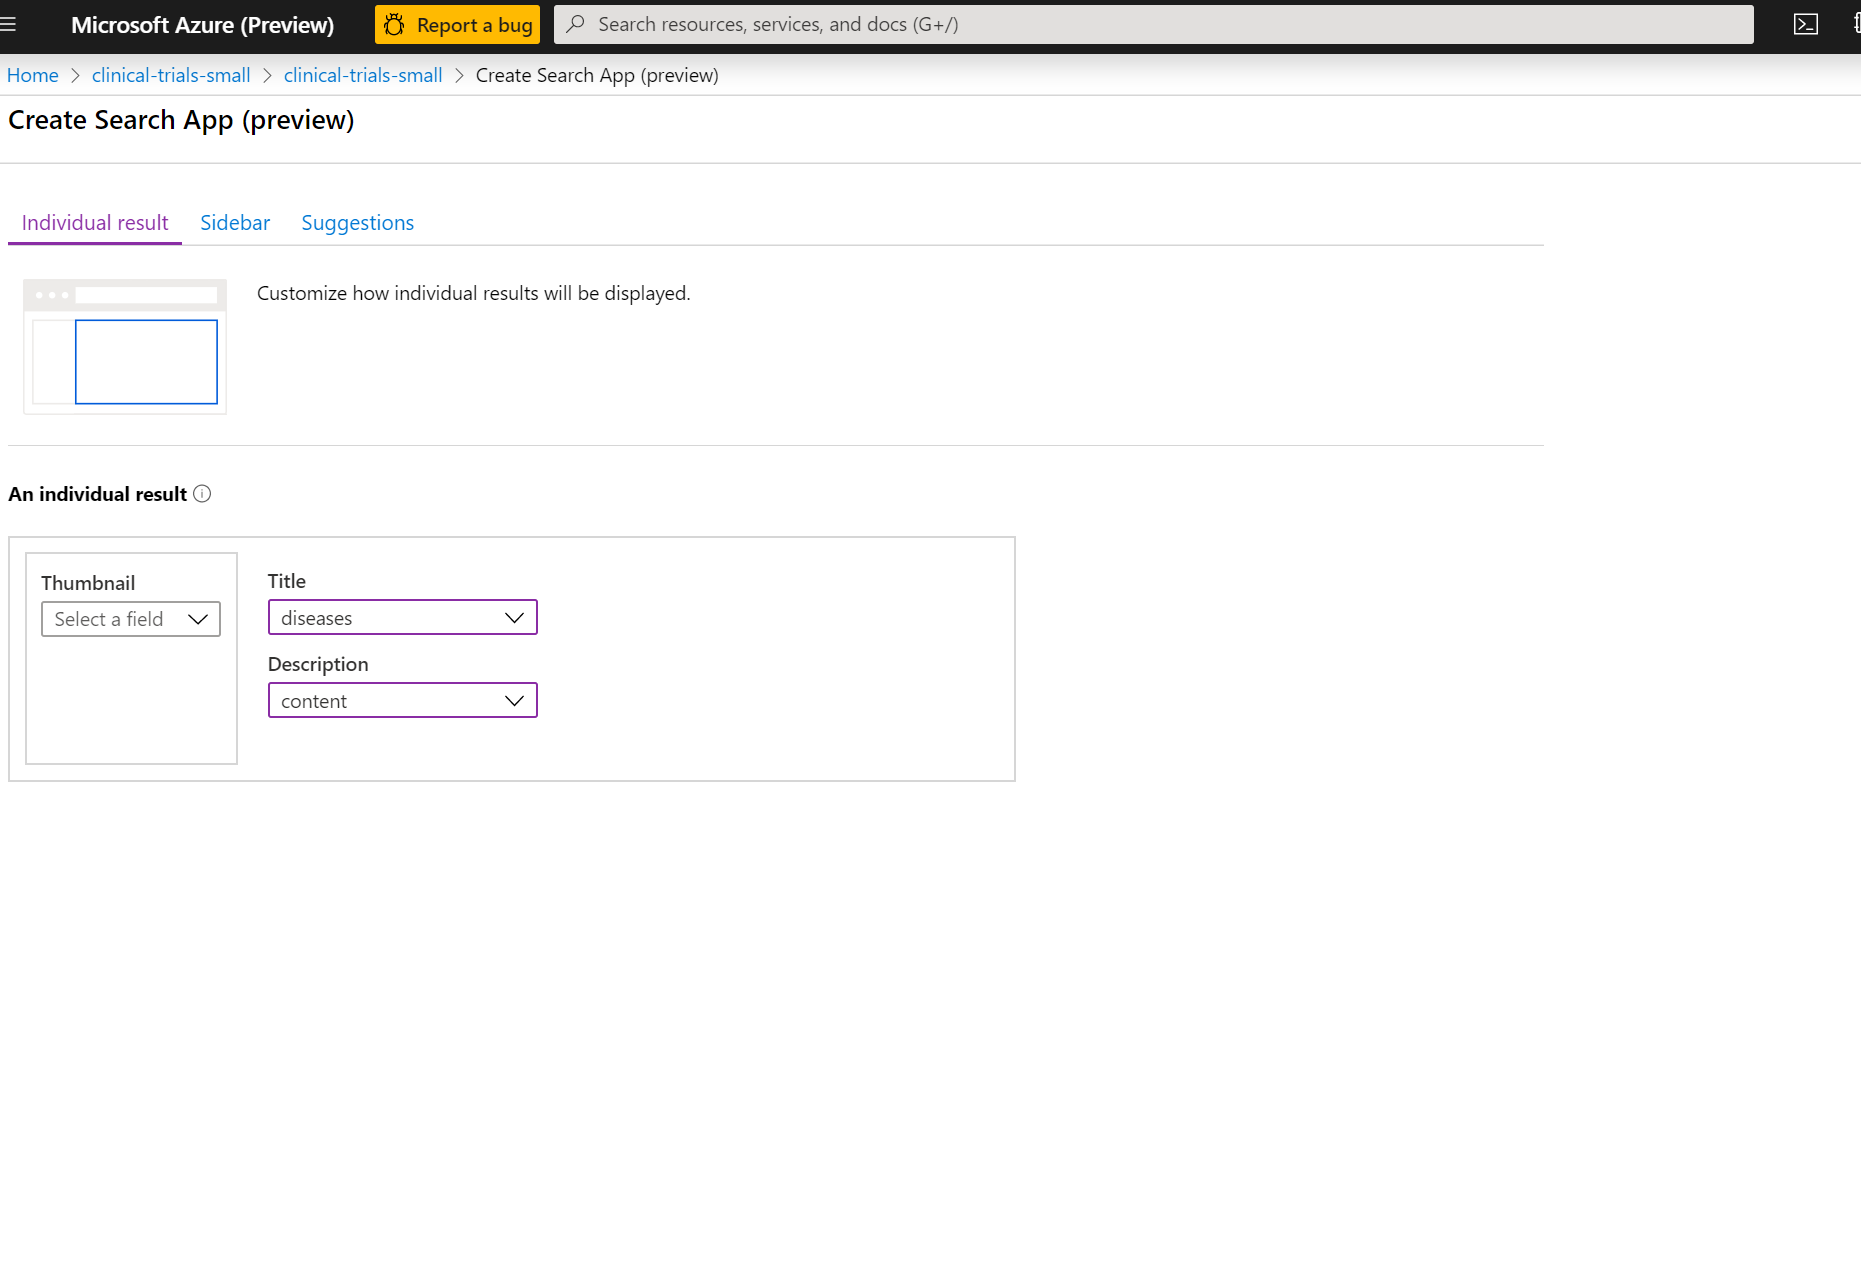 Microsoft Azure (Preview) Report a bug Search resources, services, and docs (G+/)
Home > clinical-trials-small > clinical-trials-small > Create Search App (preview)
Create Search App (preview)
Individual result Sidebar Suggestions
Customize how individual results will be displayed.
An individual result
Thumbnail
Select a field
Title
diseases
Description
content